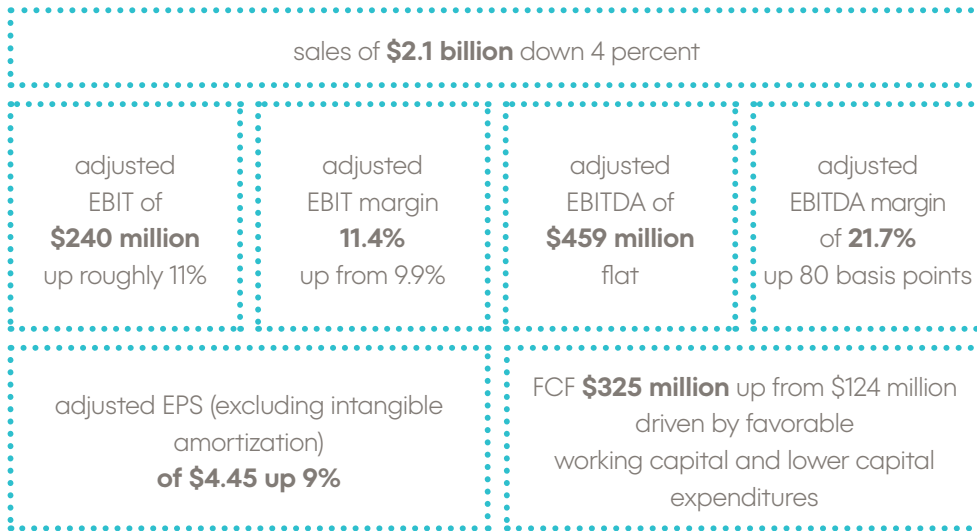 sales of $2.1 billion down 4 percent
adjusted
EBIT of
$240 million
up roughly 11%
adjusted
EBIT margin
11.4%
up from 9.9%
adjusted
EBITDA of
$459 million
flat
adjusted
EBITDA margin
of 21.7%
up 80 basis points
adjusted EPS (excluding intangible
amortization)
of $4.45 up 9%
FCF $325 million up from $124 million
driven by favorable
working capital and lower capital
expenditures